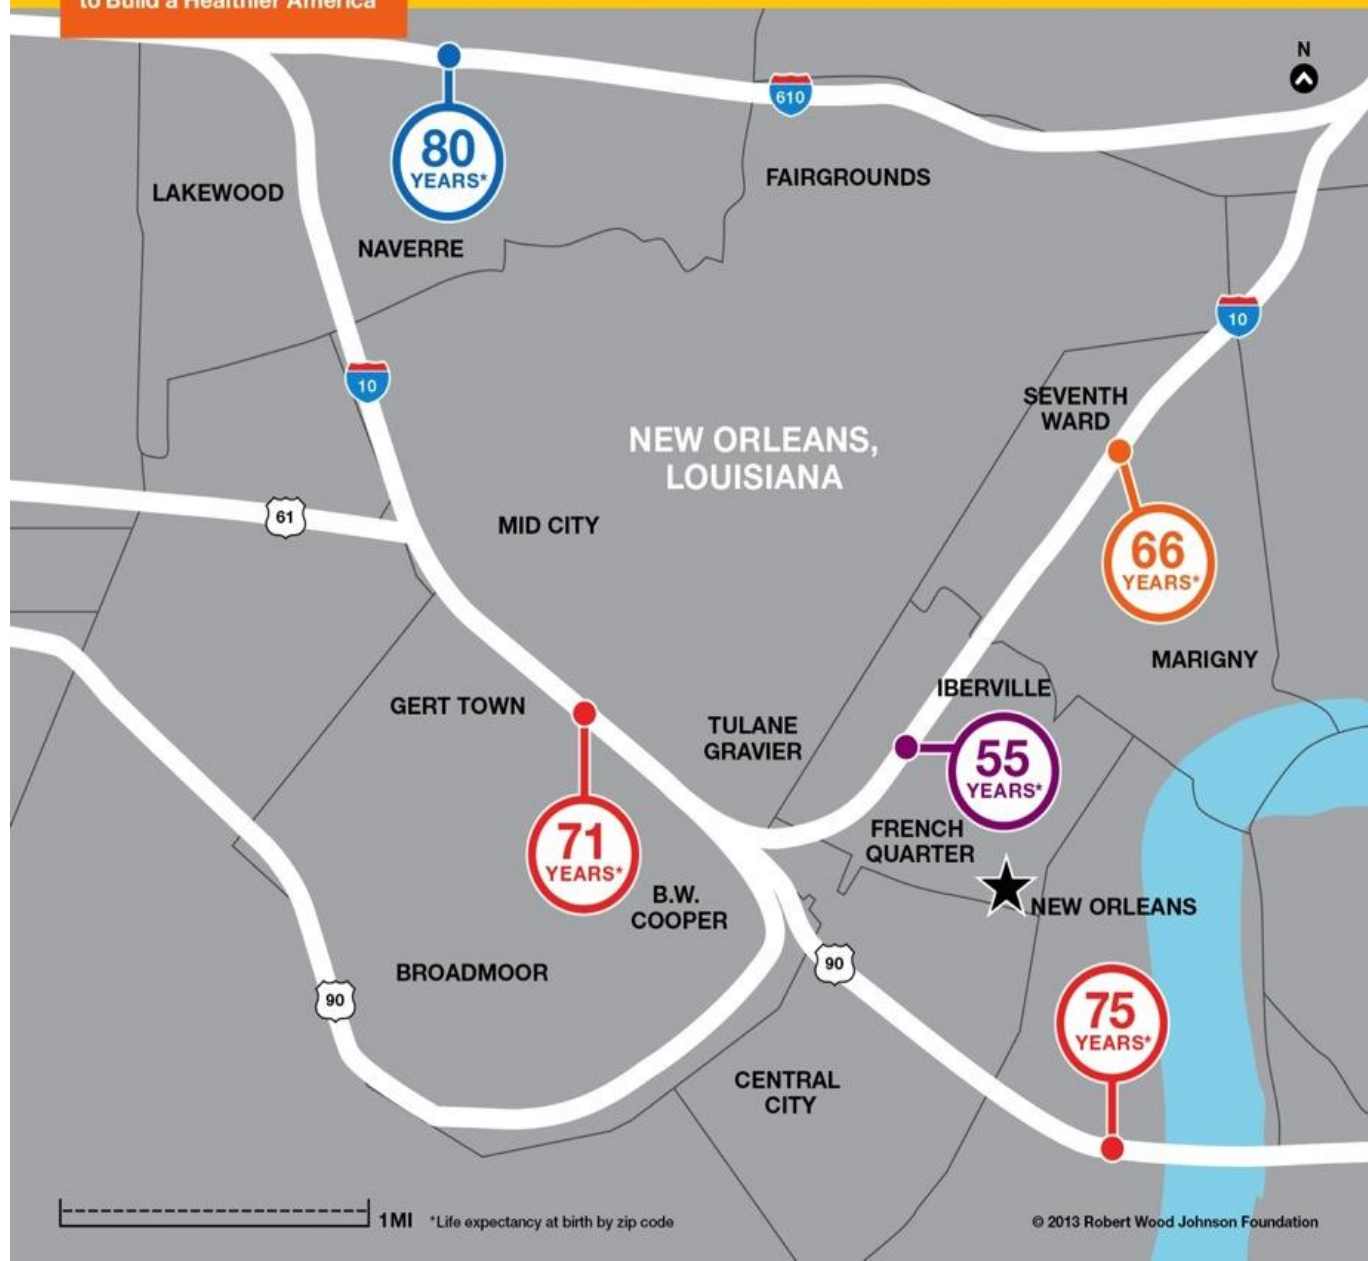 to Build a Healthier America
N
610
80
YEARS*
FAIRGROUNDS
LAKEWOOD
NAVERRE
10
10
SEVENTH
WARD
NEW ORLEANS,
LOUISIANA
61
MID CITY
66
YEARS*
MARIGNY
IBERVILLE
GERT TOWN
TULANE
GRAVIER
55
YEARS*
FRENCH
QUARTER
71
YEARS*
B.W.
COOPER
NEW ORLEANS
BROADMOOR
90
90
75
YEARS*
CENTRAL
CITY
1MI
*Life expectancy at birth by zip code
© 2013 Robert Wood Johnson Foundation